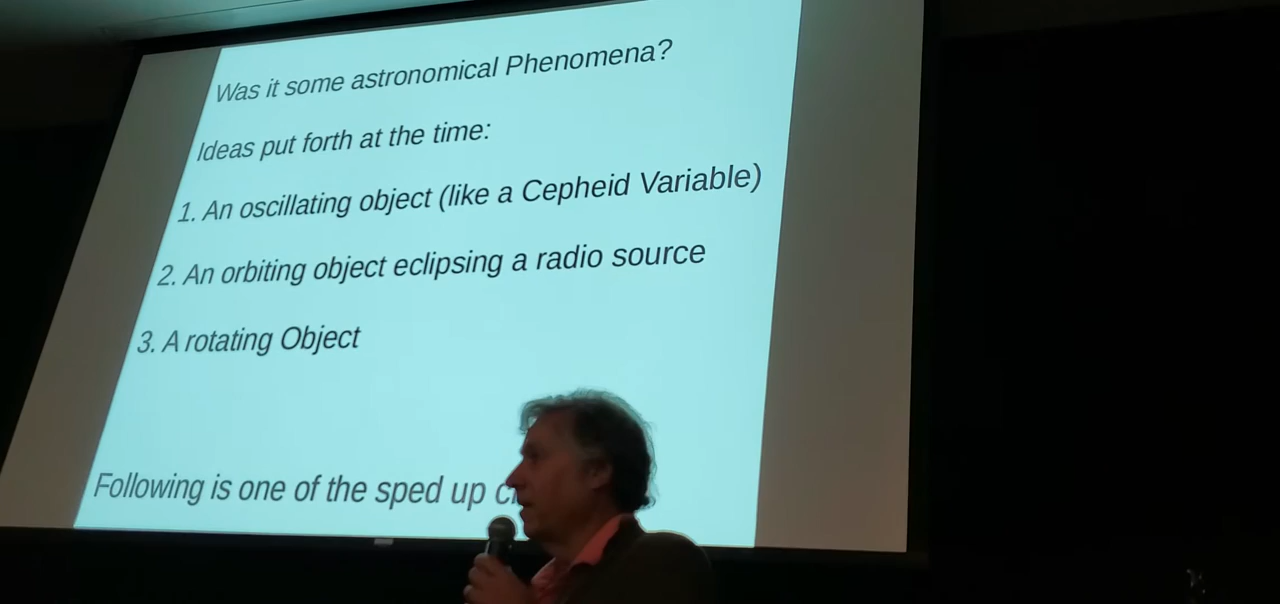 Was it some astronomical Phenomena?
Ideas put forth at the time:
1. An oscillating object (like a Cepheid Variable)
2. An orbiting object eclipsing a radio source
3. A rotating Object
Following is one of the sped up